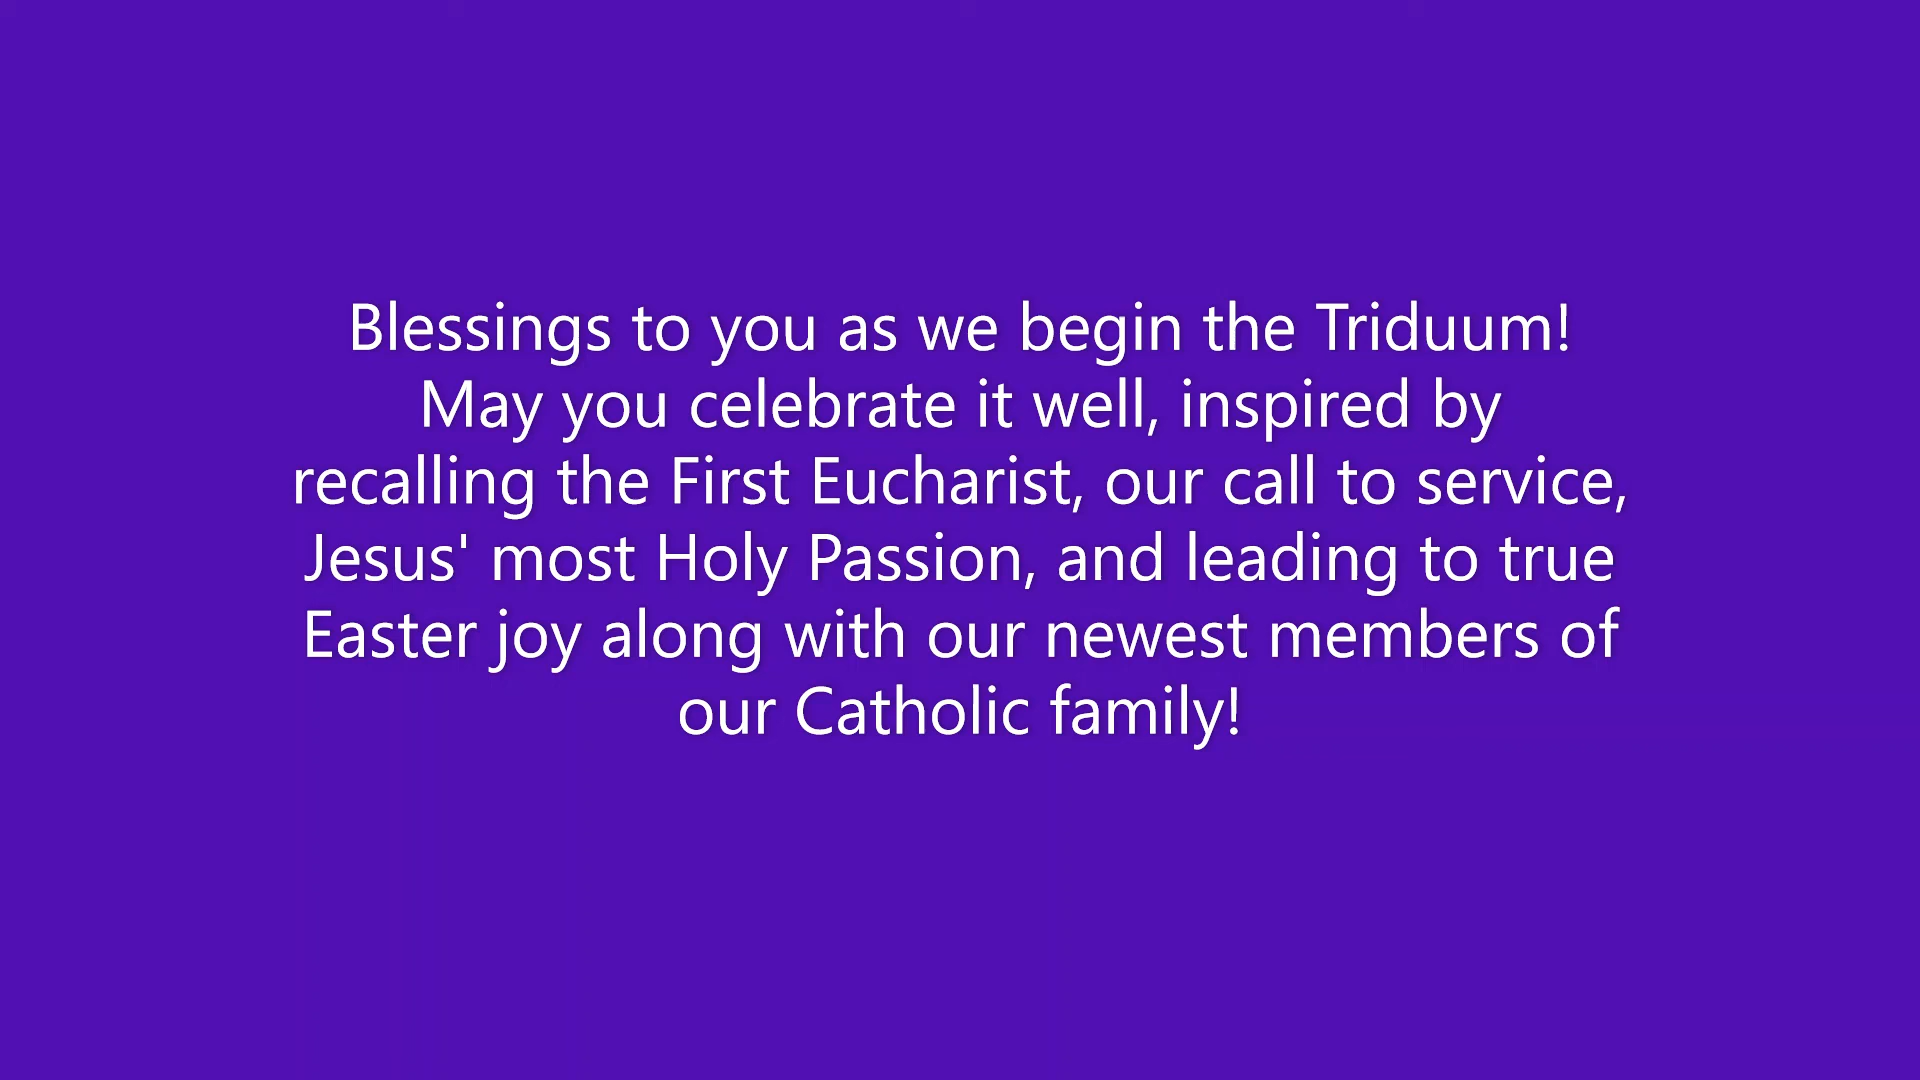 Blessings to you as we begin the Triduum!
May you celebrate it well, inspired by
recalling the First Eucharist, our call to service,
Jesus' most Holy Passion, and leading to true
Easter joy along with our newest members of
our Catholic family!